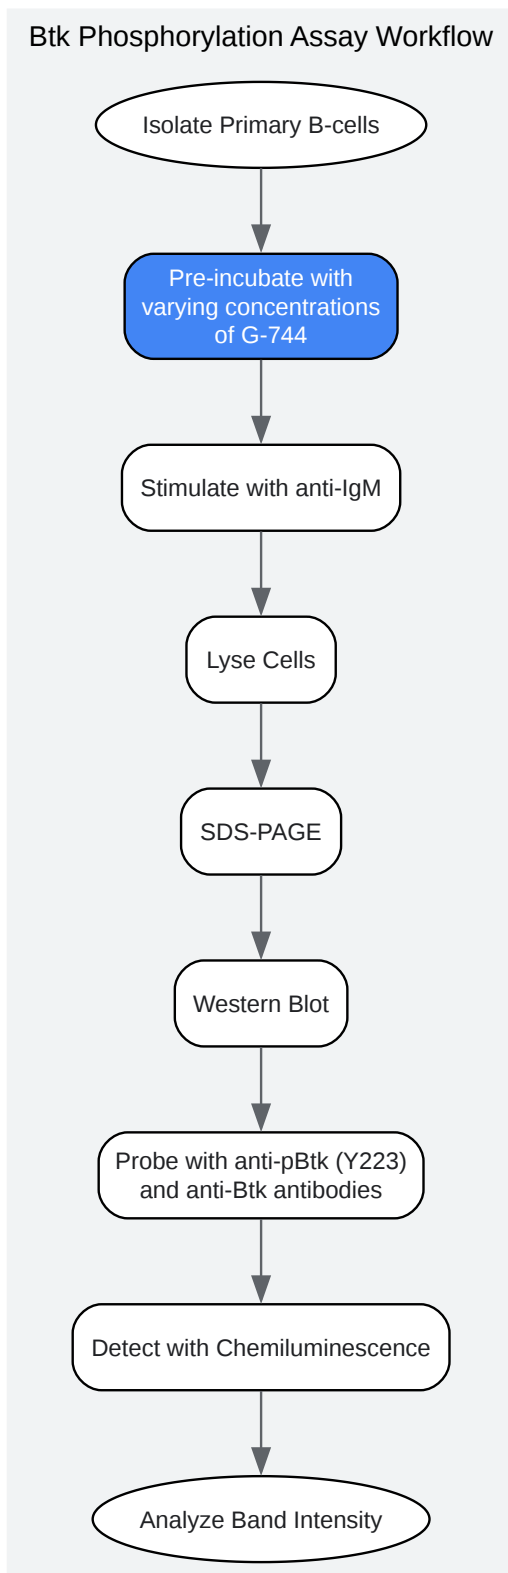 Btk Phosphorylation Assay Workflow
Isolate Primary B-cells
Pre-incubate with
varying concentrations
of G-744
Stimulate with anti-IgM
Lyse Cells
SDS-PAGE
Western Blot
Probe with anti-pBtk (Y223)
and anti-Btk antibodies
Detect with Chemiluminescence
Analyze Band Intensity